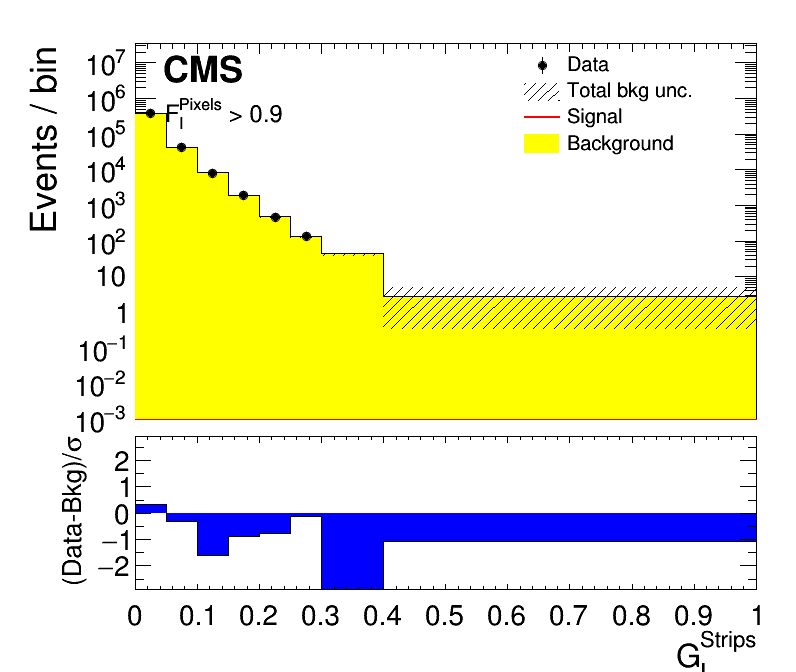 CMS
F_I^Pixels > 0.9
Data
Total bkg unc.
Signal
Background
Events / bin
10^7
10^6
10^5
10^4
10^3
10^2
10
1
10^−1
10^−2
10^−3
(Data-Bkg)/σ
2
1
0
−1
−2
0 0.1 0.2 0.3 0.4 0.5 0.6 0.7 0.8 0.9 1
G_I^Strips